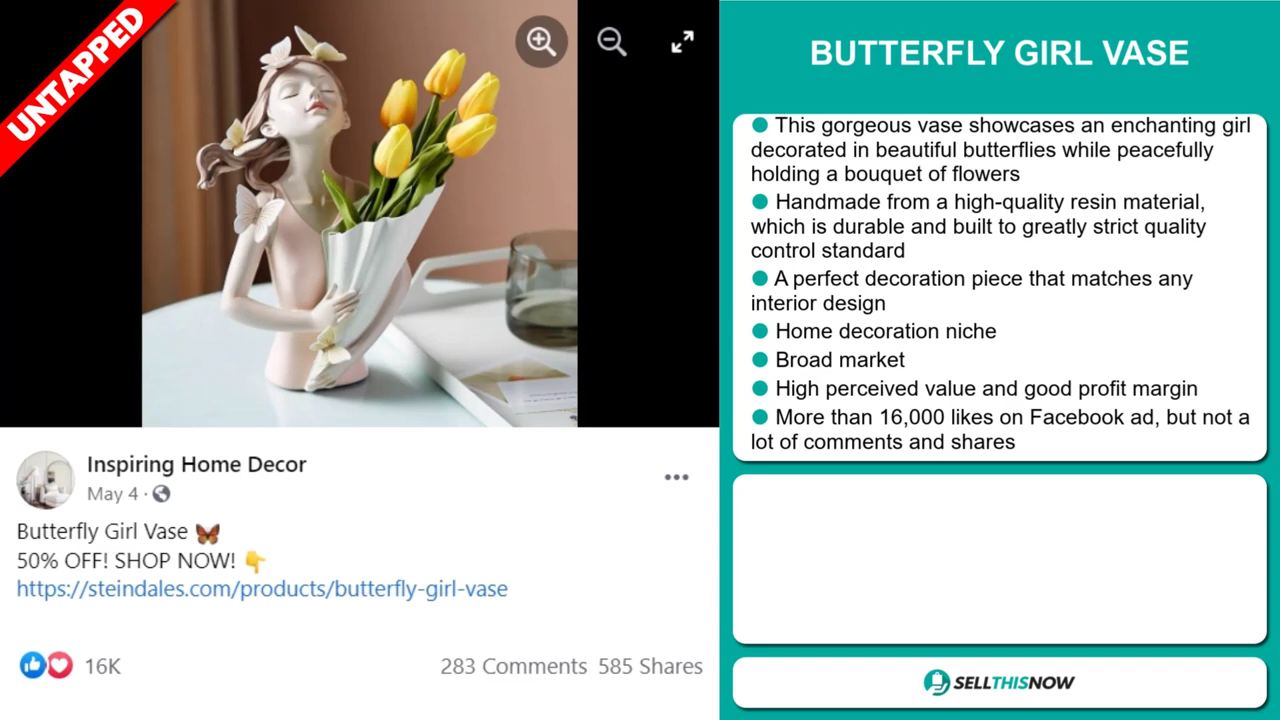 UNTAPPED
Inspiring Home Decor
May 4 ·
Butterfly Girl Vase 🦋
50% OFF! SHOP NOW! 👇
https://steindales.com/products/butterfly-girl-vase
16K
283 Comments 585 Shares
BUTTERFLY GIRL VASE
● This gorgeous vase showcases an enchanting girl
decorated in beautiful butterflies while peacefully
holding a bouquet of flowers
● Handmade from a high-quality resin material,
which is durable and built to greatly strict quality
control standard
● A perfect decoration piece that matches any
interior design
● Home decoration niche
● Broad market
● High perceived value and good profit margin
● More than 16,000 likes on Facebook ad, but not a
lot of comments and shares
SELLTHISNOW